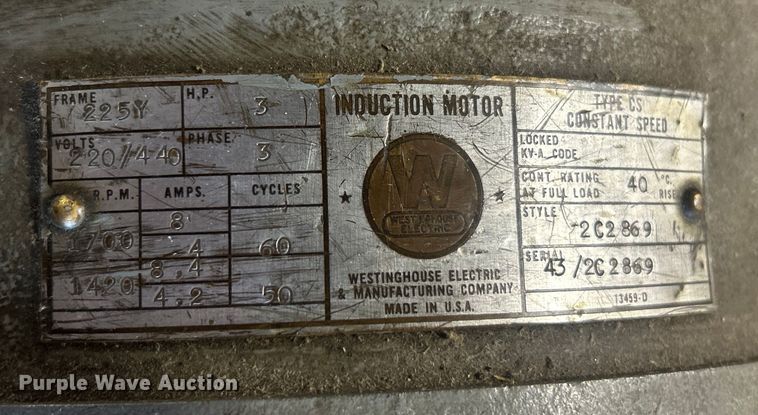 FRAME 225Y H.P. 3
VOLTS 220/440 PHASE 3
R.P.M. AMPS. CYCLES
1700 8 4 60
1420 8.4 4.2 50
INDUCTION MOTOR
W
WESTINGHOUSE
ELECTRIC
WESTINGHOUSE ELECTRIC
& MANUFACTURING COMPANY
MADE IN U.S.A.
TYPE CS
CONSTANT SPEED
LOCKED
KV-A CODE
CONT. RATING
AT FULL LOAD 40 °C. RISE
STYLE 2C2869
SERIAL 43/2C2869
13459-D
Purple Wave Auction